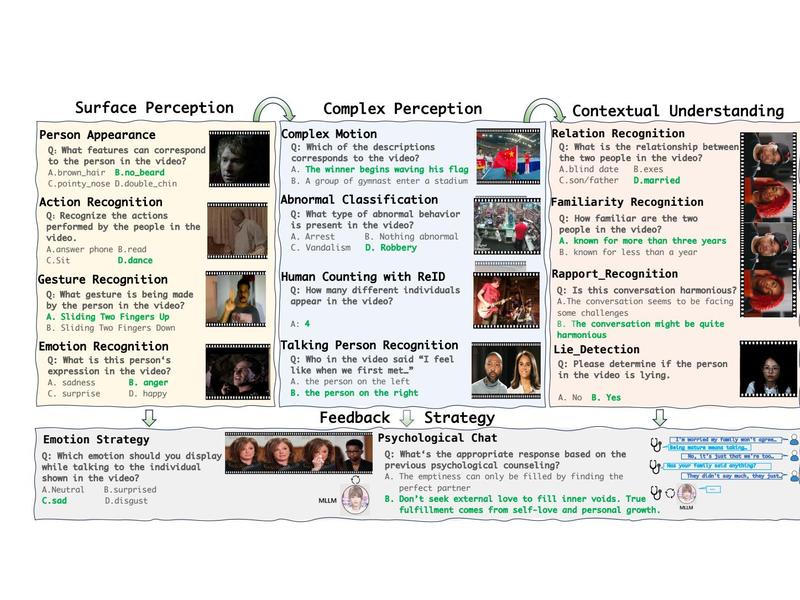 Surface Perception
Complex Perception
Contextual Understanding
Person Appearance
Q: What features can correspond
to the person in the video?
A.brown_hair B.no_beard
C.pointy_nose D.double_chin
Action Recognition
Q: Recognize the actions
performed by the people in the
video.
A.answer phone B.read
C.Sit D.dance
Gesture Recognition
Q: What gesture is being made
by the person in the video?
A. Sliding Two Fingers Up
B. Sliding Two Fingers Down
Emotion Recognition
Q: What is this person's
expression in the video?
A. sadness B. anger
C. surprise D. happy
Complex Motion
Q: Which of the descriptions
corresponds to the video?
A. The winner begins waving his flag
B. A group of gymnast enter a stadium
Abnormal Classification
Q: What type of abnormal behavior
is present in the video?
A. Arrest B. Nothing abnormal
C. Vandalism D. Robbery
Human Counting with ReID
Q: How many different individuals
appear in the video?
A: 4
Talking Person Recognition
Q: Who in the video said “I feel
like when we first met…”
A. the person on the left
B. the person on the right
Relation Recognition
Q: What is the relationship between
the two people in the video?
A.blind date B.exes
C.son/father D.married
Familiarity Recognition
Q: How familiar are the two
people in the video?
A. known for more than three years
B. known for less than a year
Rapport_Recognition
Q: Is this conversation harmonious?
A.The conversation seems to be facing
some challenges
B. The conversation might be quite
harmonious
Lie_Detection
Q: Please determine if the person
in the video is lying.
A. No B. Yes
Feedback Strategy
Emotion Strategy
Q: Which emotion should you display
while talking to the individual
shown in the video?
A.Neutral B.surprised
C.sad D.disgust
MLLM
Psychological Chat
Q: What's the appropriate response based on the
previous psychological counseling?
A. The emptiness can only be filled by finding the
perfect partner
B. Don't seek external love to fill inner voids. True
fulfillment comes from self-love and personal growth.
I'm worried my family won't agree…
Being mature means taking…
No, it's just that we're too…
Has your family said anything?
They didn't say much, they just…
...
MLLM